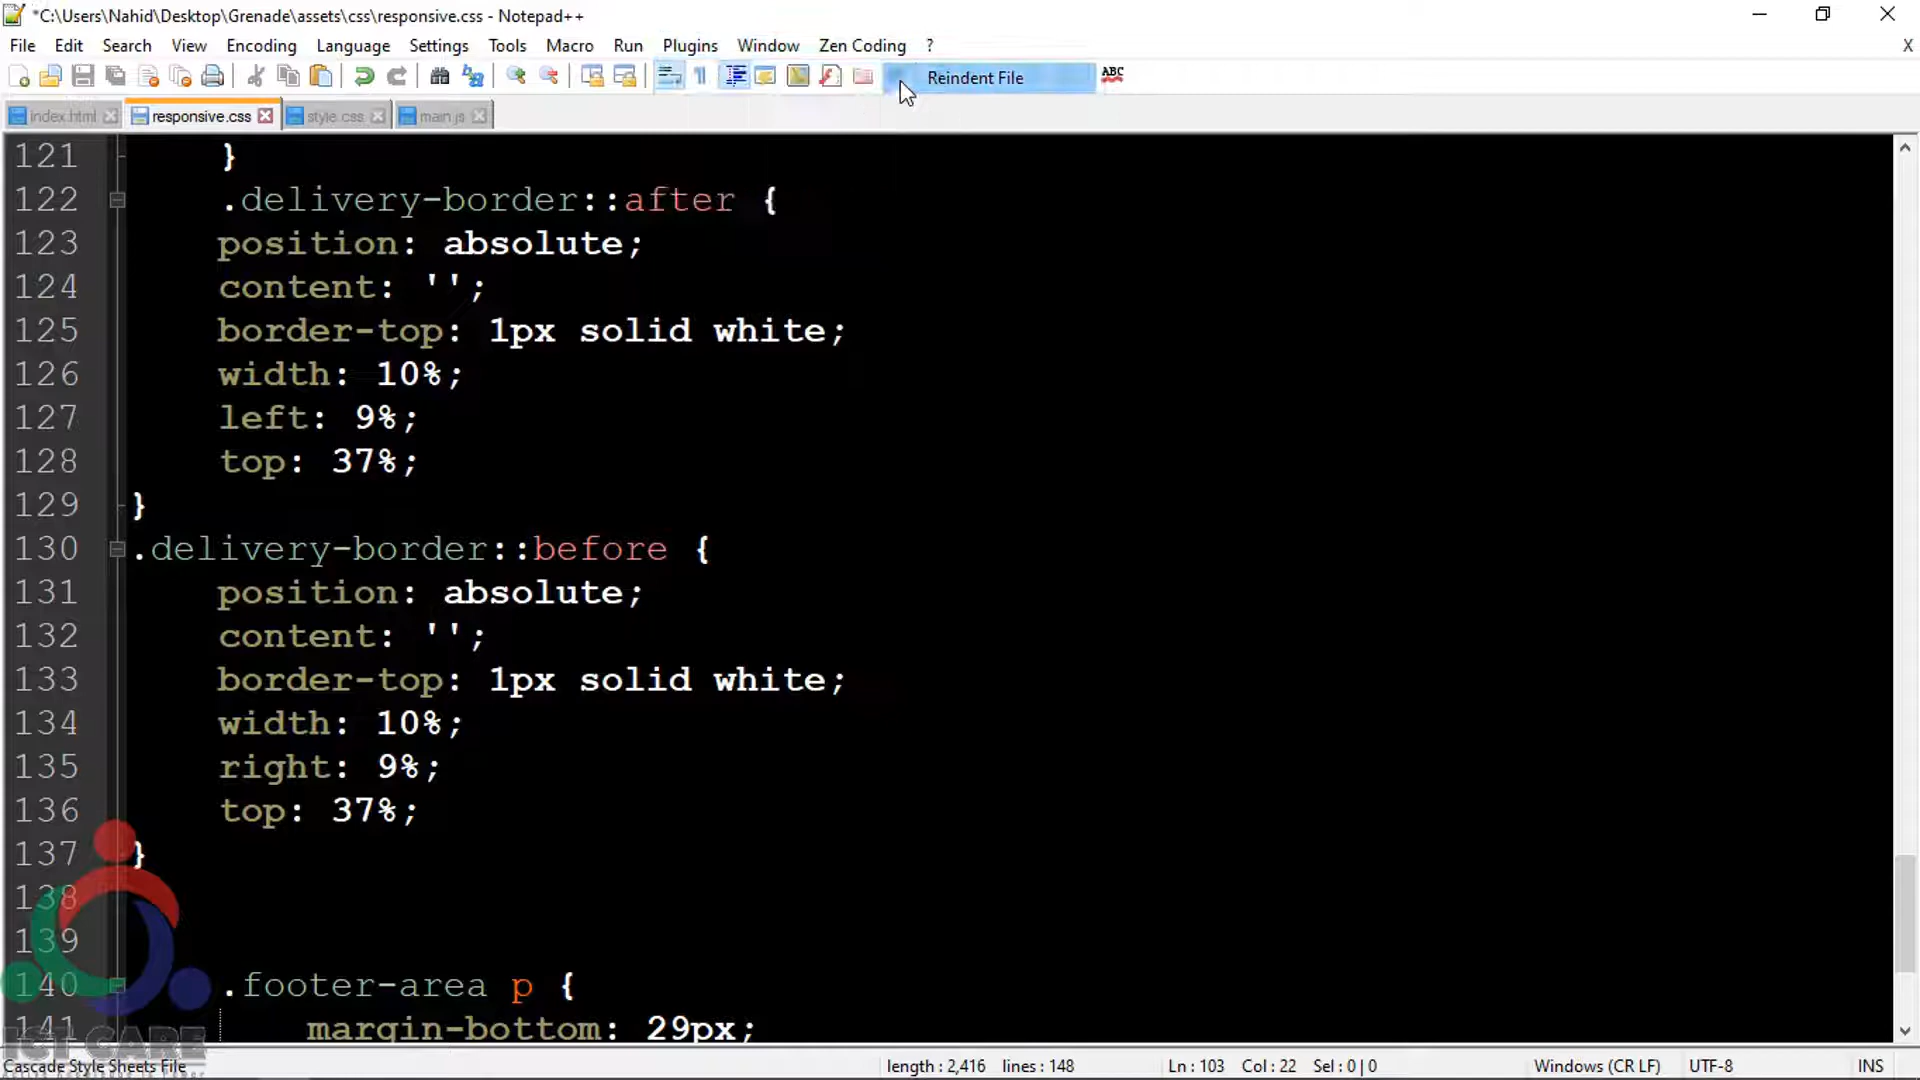 *C:\Users\Nahid\Desktop\Grenade\assets\css\responsive.css - Notepad++
File Edit Search View Encoding Language Settings Tools Macro Run Plugins Window Zen Coding ? X
Reindent File ABC
index.html responsive.css style.css main.js
121 }
122 .delivery-border::after {
123 position: absolute;
124 content: '';
125 border-top: 1px solid white;
126 width: 10%;
127 left: 9%;
128 top: 37%;
129 }
130 .delivery-border::before {
131 position: absolute;
132 content: '';
133 border-top: 1px solid white;
134 width: 10%;
135 right: 9%;
136 top: 37%;
137 }
138
139
140 .footer-area p {
141 margin-bottom: 29px;
ICT CARE
Cascade Style Sheets File length : 2,416 lines : 148 Ln : 103 Col : 22 Sel : 0 | 0 Windows (CR LF) UTF-8 INS